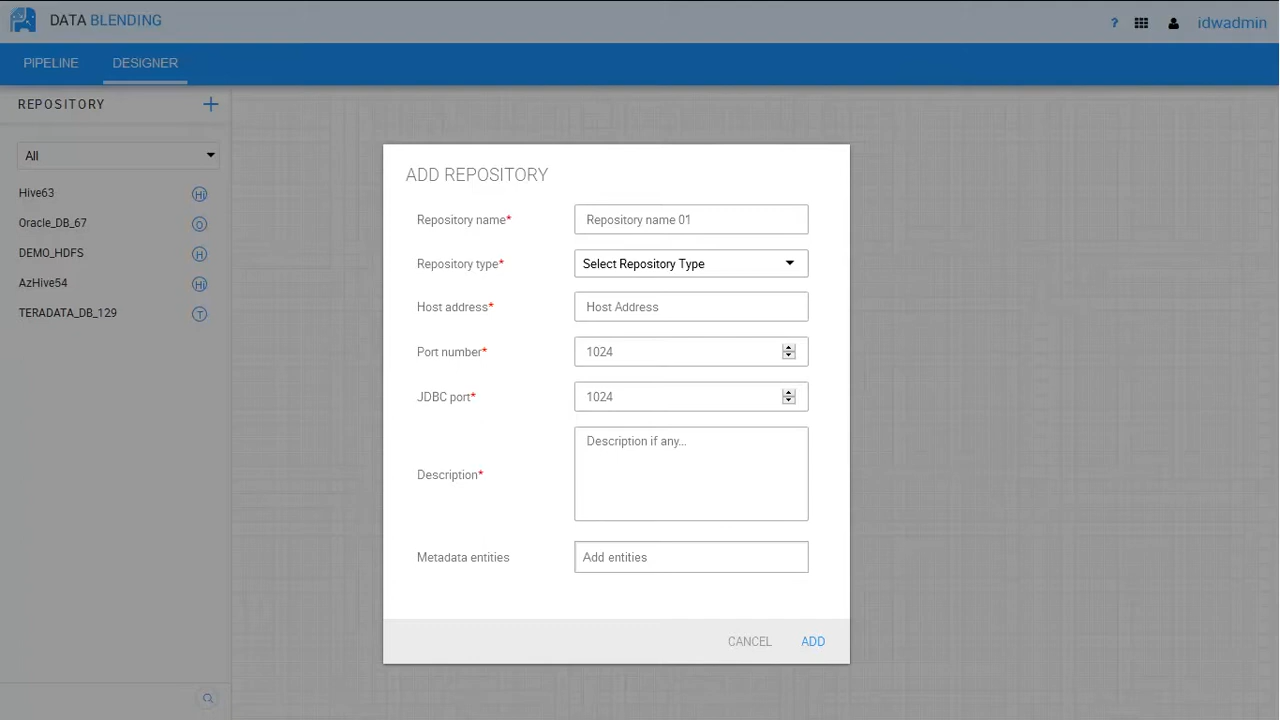 DATA BLENDING
? idwadmin
PIPELINE DESIGNER
REPOSITORY +
All
Hive63 Hi
Oracle_DB_67 O
DEMO_HDFS H
AzHive54 Hi
TERADATA_DB_129 T
ADD REPOSITORY
Repository name* Repository name 01
Repository type* Select Repository Type
Host address* Host Address
Port number* 1024
JDBC port* 1024
Description* Description if any...
Metadata entities Add entities
CANCEL ADD